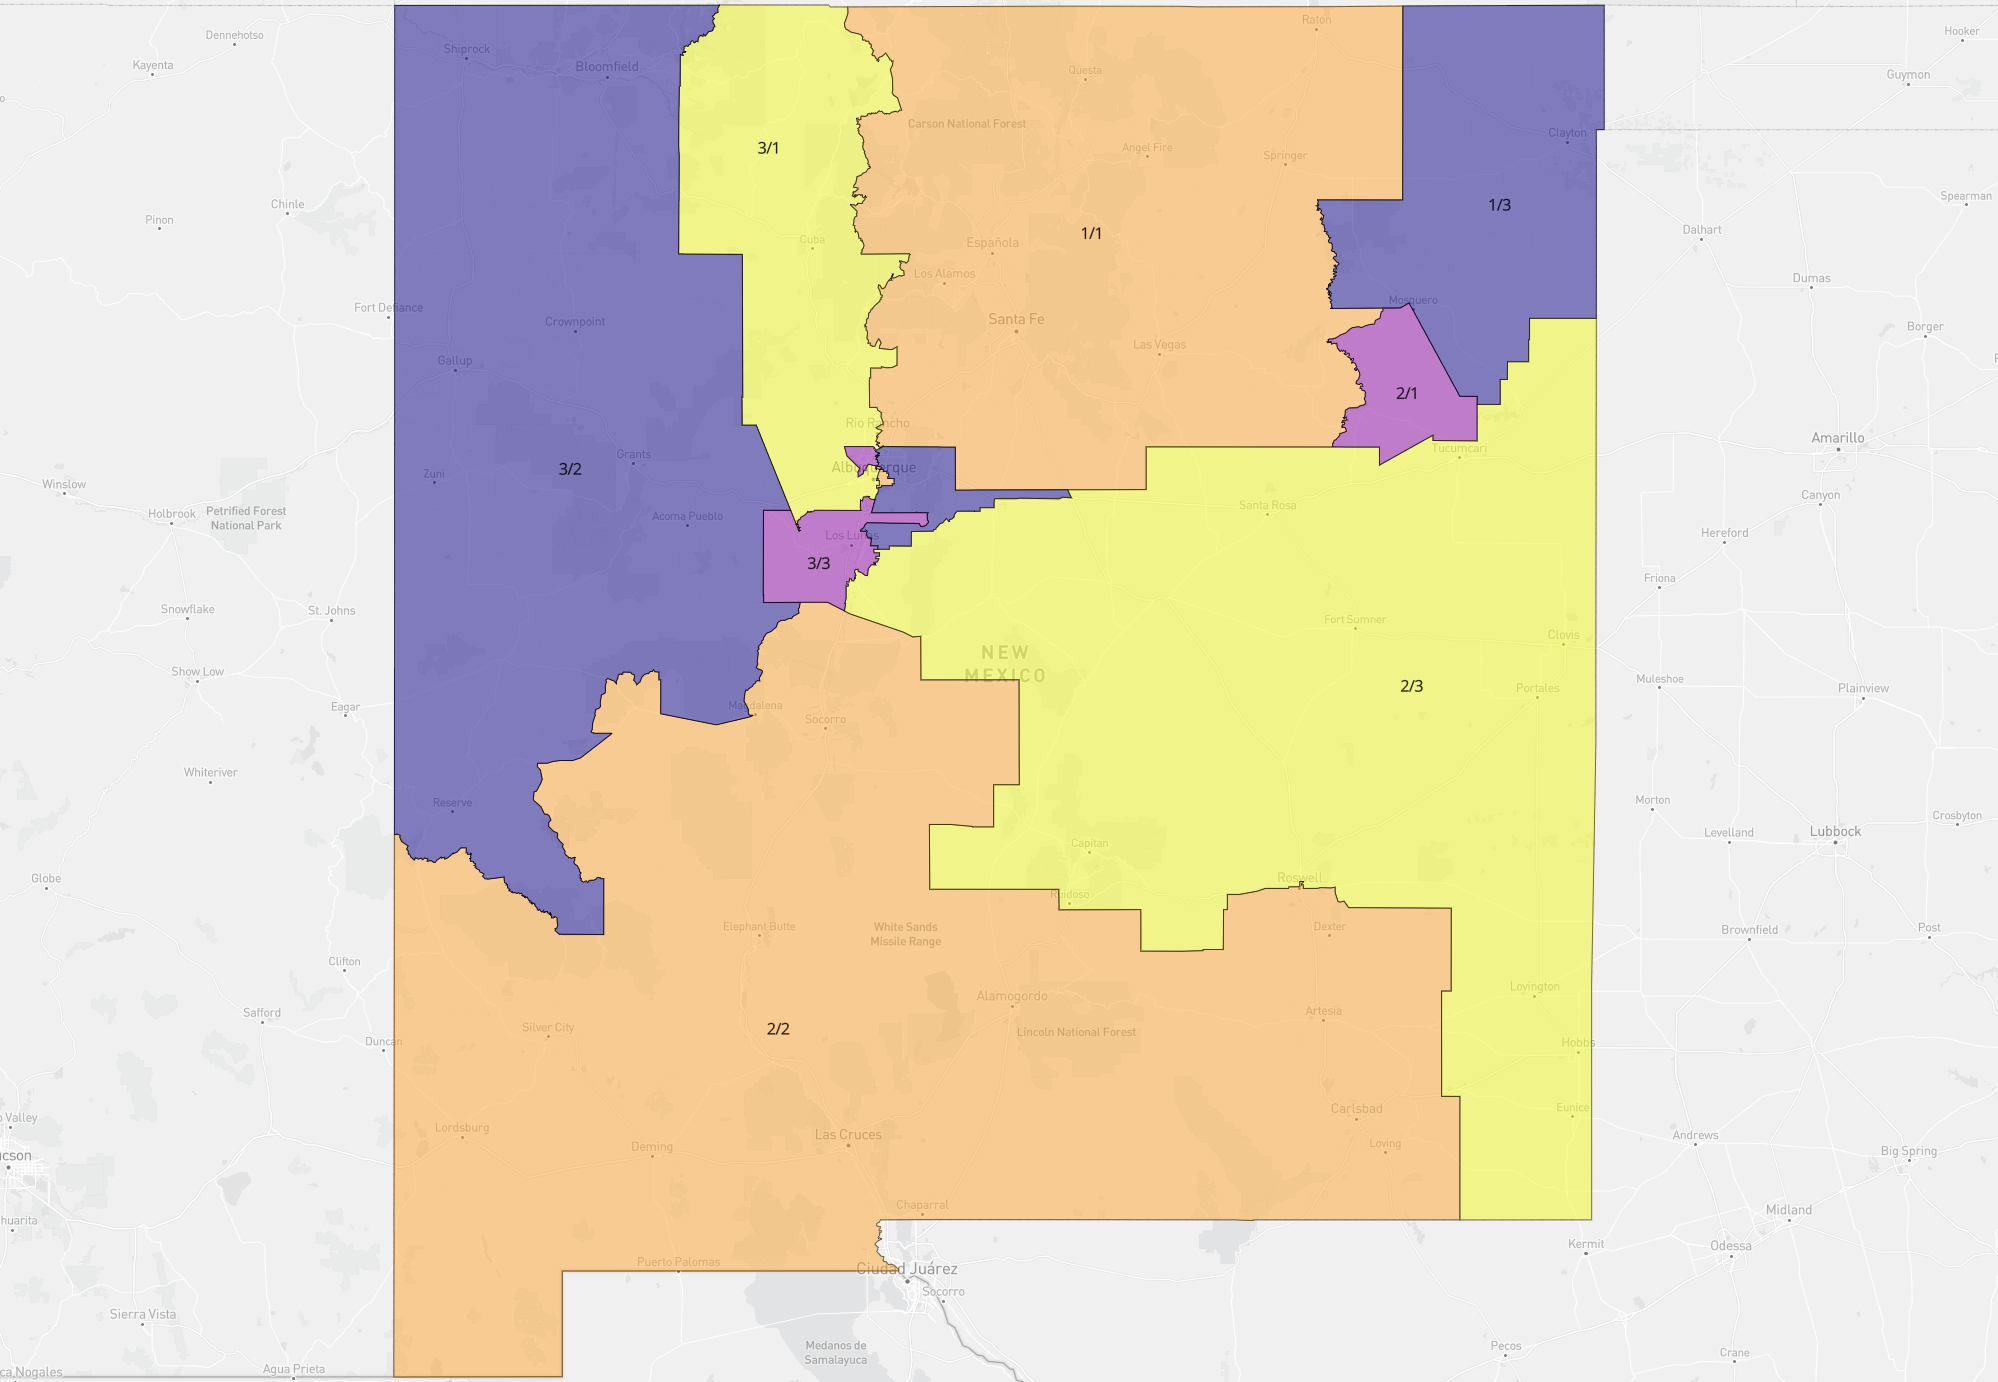 Dennehotso
Kayenta
Shiprock
Bloomfield
Raton
Hooker
Guymon
Questa
Carson National Forest
Angel Fire
Springer
Clayton
3/1
1/3
1/1
Chinle
Pinon
Spearman
Dalhart
Cuba
Española
Los Alamos
Dumas
Fort Defiance
Crownpoint
Santa Fe
Mosquero
Borger
Gallup
Las Vegas
2/1
Rio Rancho
Tucumcari
Amarillo
Zuni
3/2
Grants
Albuquerque
Canyon
Winslow
Holbrook
Petrified Forest
National Park
Acoma Pueblo
Santa Rosa
Los Lunas
Hereford
3/3
Friona
Snowflake
St. Johns
Fort Sumner
Clovis
NEW
MEXICO
Show Low
2/3
Portales
Muleshoe
Plainview
Eagar
Magdalena
Socorro
Whiteriver
Reserve
Morton
Levelland
Lubbock
Crosbyton
Capitan
Globe
Ruidoso
Roswell
Elephant Butte
White Sands
Missile Range
Dexter
Brownfield
Post
Clifton
Lovington
Alamogordo
Safford
Silver City
2/2
Lincoln National Forest
Artesia
Duncan
Hobbs
Valley
Lordsburg
Deming
Las Cruces
Carlsbad
Loving
Eunice
Andrews
Big Spring
Chaparral
Midland
Kermit
Odessa
Puerto Palomas
Ciudad Juárez
Socorro
Sierra Vista
Medanos de
Samalayuca
Pecos
Crane
Agua Prieta
Nogales